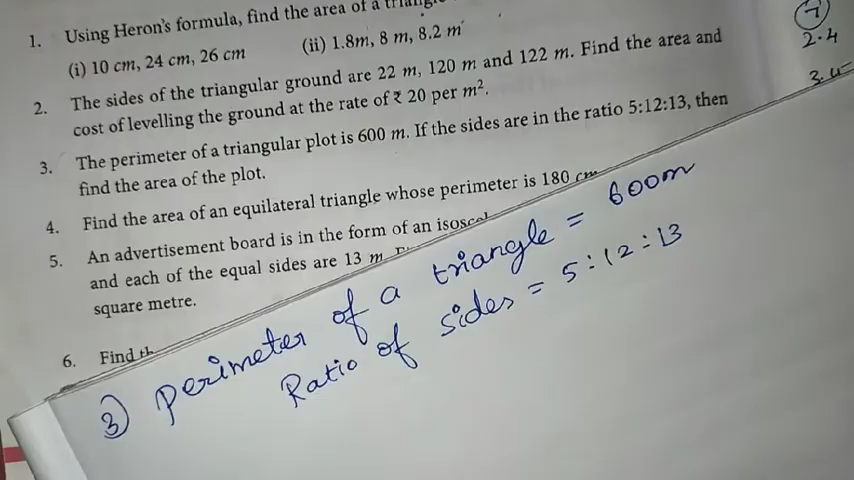 1. Using Heron's formula, find the area of a
(i) 10 cm, 24 cm, 26 cm (ii) 1.8m, 8 m, 8.2 m
2. The sides of the triangular ground are 22 m, 120 m and 122 m. Find the area and
cost of levelling the ground at the rate of ₹ 20 per m².
3. The perimeter of a triangular plot is 600 m. If the sides are in the ratio 5:12:13, then
find the area of the plot.
4. Find the area of an equilateral triangle whose perimeter is 180 cm
5. An advertisement board is in the form of an
and each of the equal sides are 13 m
square metre.
6. Find
2.4
3) perimeter of a triangle = 600m
Ratio of sides = 5:12:13